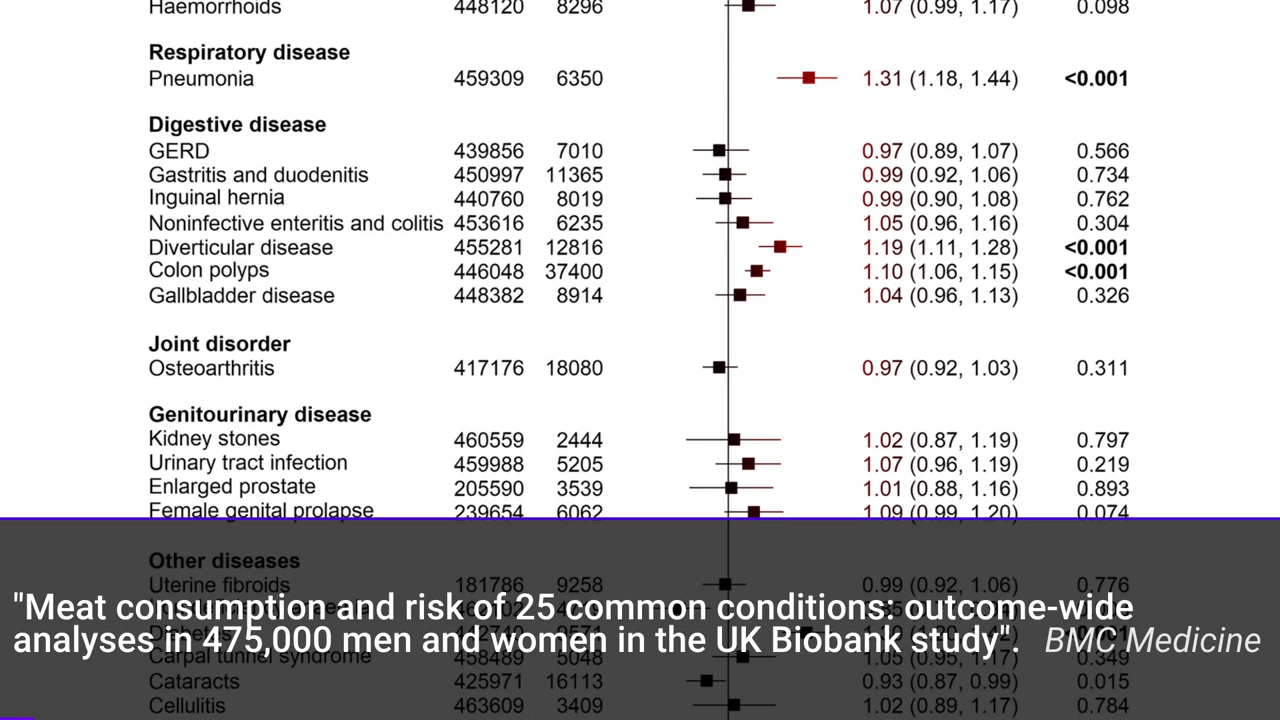 Haemorrhoids 448120 8296 1.07 (0.99, 1.17) 0.098
Respiratory disease
Pneumonia 459309 6350 1.31 (1.18, 1.44) <0.001
Digestive disease
GERD 439856 7010 0.97 (0.89, 1.07) 0.566
Gastritis and duodenitis 450997 11365 0.99 (0.92, 1.06) 0.734
Inguinal hernia 440760 8019 0.99 (0.90, 1.08) 0.762
Noninfective enteritis and colitis 453616 6235 1.05 (0.96, 1.16) 0.304
Diverticular disease 455281 12816 1.19 (1.11, 1.28) <0.001
Colon polyps 446048 37400 1.10 (1.06, 1.15) <0.001
Gallbladder disease 448382 8914 1.04 (0.96, 1.13) 0.326
Joint disorder
Osteoarthritis 417176 18080 0.97 (0.92, 1.03) 0.311
Genitourinary disease
Kidney stones 460559 2444 1.02 (0.87, 1.19) 0.797
Urinary tract infection 459988 5205 1.07 (0.96, 1.19) 0.219
Enlarged prostate 205590 3539 1.01 (0.88, 1.16) 0.893
Female genital prolapse 239654 6062 1.09 (0.99, 1.20) 0.074
Other diseases
Uterine fibroids 181786 9258 0.99 (0.92, 1.06) 0.776
"Meat consumption and risk of 25 common conditions: outcome-wide
analyses in 475,000 men and women in the UK Biobank study". BMC Medicine
Carpal tunnel syndrome 458489 5048 1.05 (0.95, 1.17) 0.349
Cataracts 425971 16113 0.93 (0.87, 0.99) 0.015
Cellulitis 463609 3409 1.02 (0.89, 1.17) 0.784